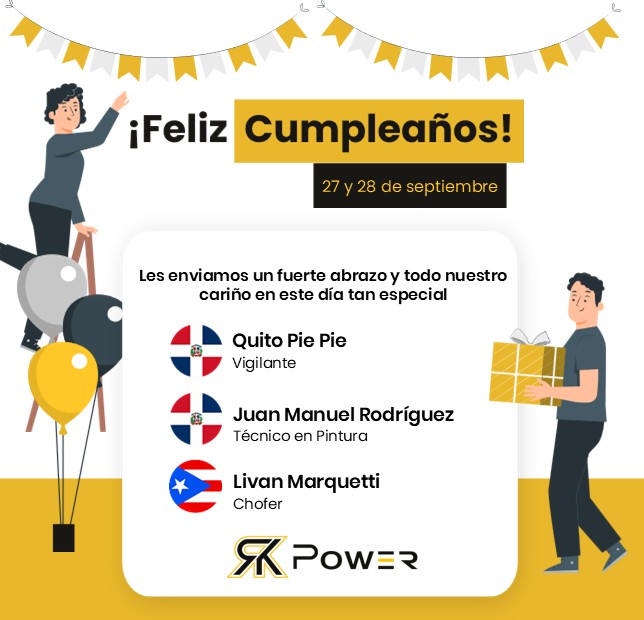 ¡Feliz Cumpleaños!
27 y 28 de septiembre
Les enviamos un fuerte abrazo y todo nuestro
cariño en este día tan especial
Quito Pie Pie
Vigilante
Juan Manuel Rodríguez
Técnico en Pintura
Livan Marquetti
Chofer
RK Power